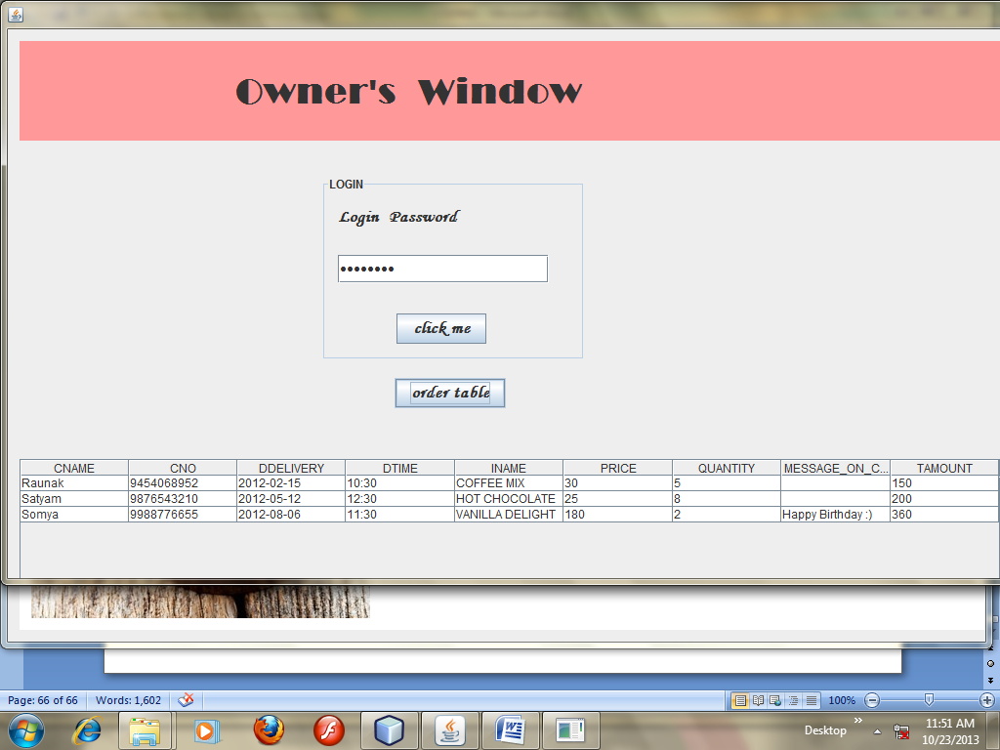 Owner's Window
LOGIN
Login Password
••••••••
click me
order table
CNAME CNO DDELIVERY DTIME INAME PRICE QUANTITY MESSAGE_ON_C... TAMOUNT
Raunak 9454068952 2012-02-15 10:30 COFFEE MIX 30 5 150
Satyam 9876543210 2012-05-12 12:30 HOT CHOCOLATE 25 8 200
Somya 9988776655 2012-08-06 11:30 VANILLA DELIGHT 180 2 Happy Birthday :) 360
Page: 66 of 66 Words: 1,602 100%
Desktop » 11:51 AM
10/23/2013